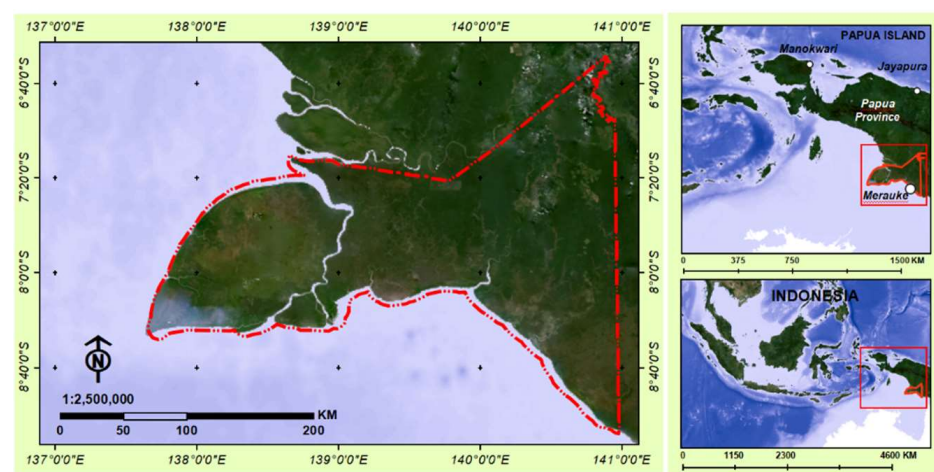 137°0'0"E 138°0'0"E 139°0'0"E 140°0'0"E 141°0'0"E
6°40'0"S
7°20'0"S
8°0'0"S
8°40'0"S
6°40'0"S
7°20'0"S
8°0'0"S
8°40'0"S
N
1:2,500,000
KM
0 50 100 200
137°0'0"E 138°0'0"E 139°0'0"E 140°0'0"E 141°0'0"E
PAPUA ISLAND
Manokwari
Jayapura
Papua
Province
Merauke
0 375 750 1500 KM
INDONESIA
0 1150 2300 4600 KM